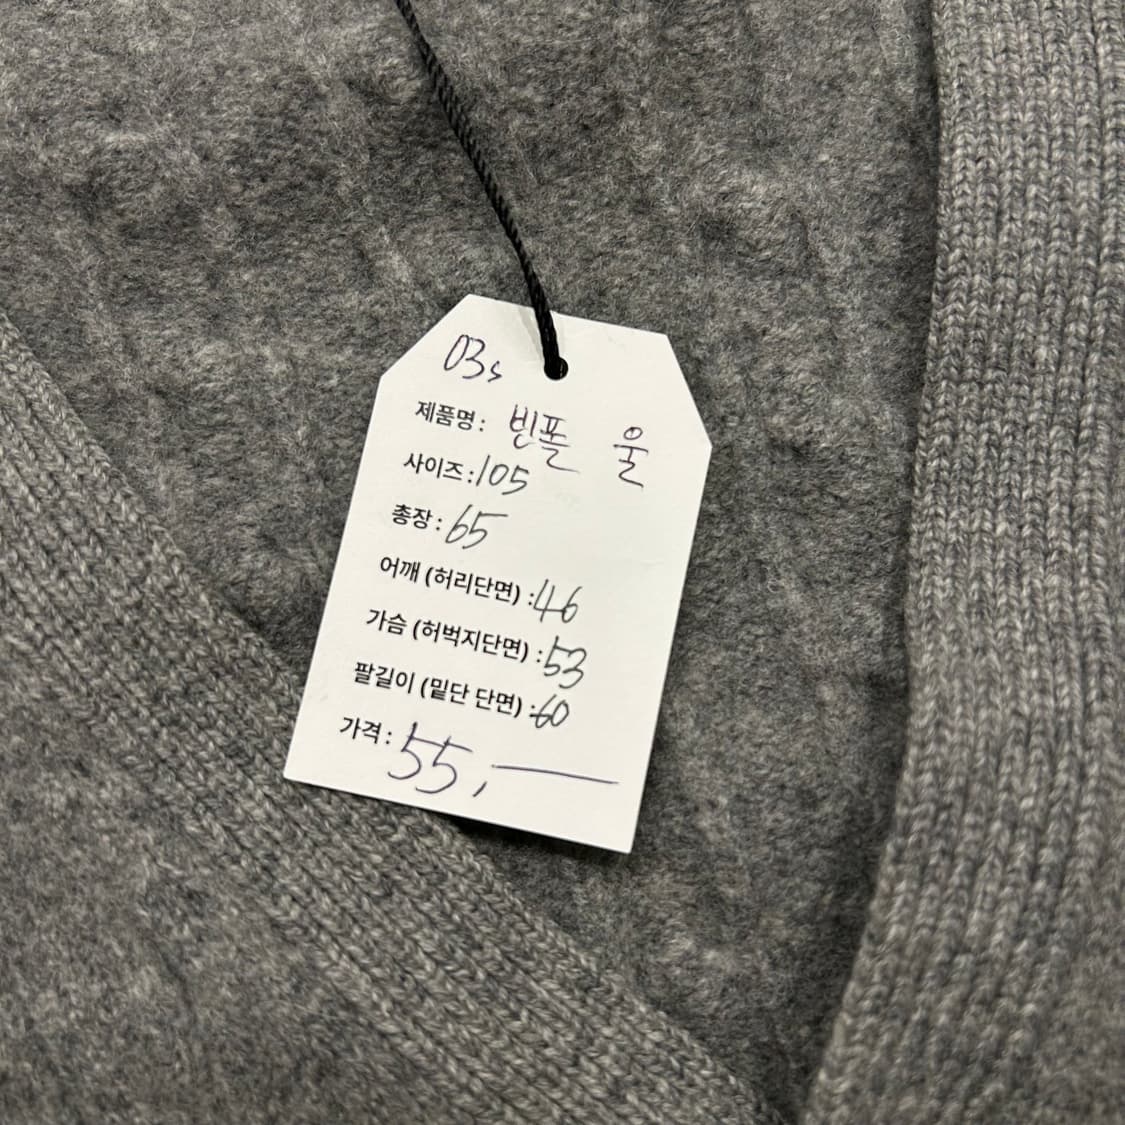 03s
제품명 : 빈폴 울
사이즈 : 105
총장 : 65
어깨 (허리단면) : 46
가슴 (허벅지단면) : 53
팔길이 (밑단 단면) : 60
가격 : 55,—